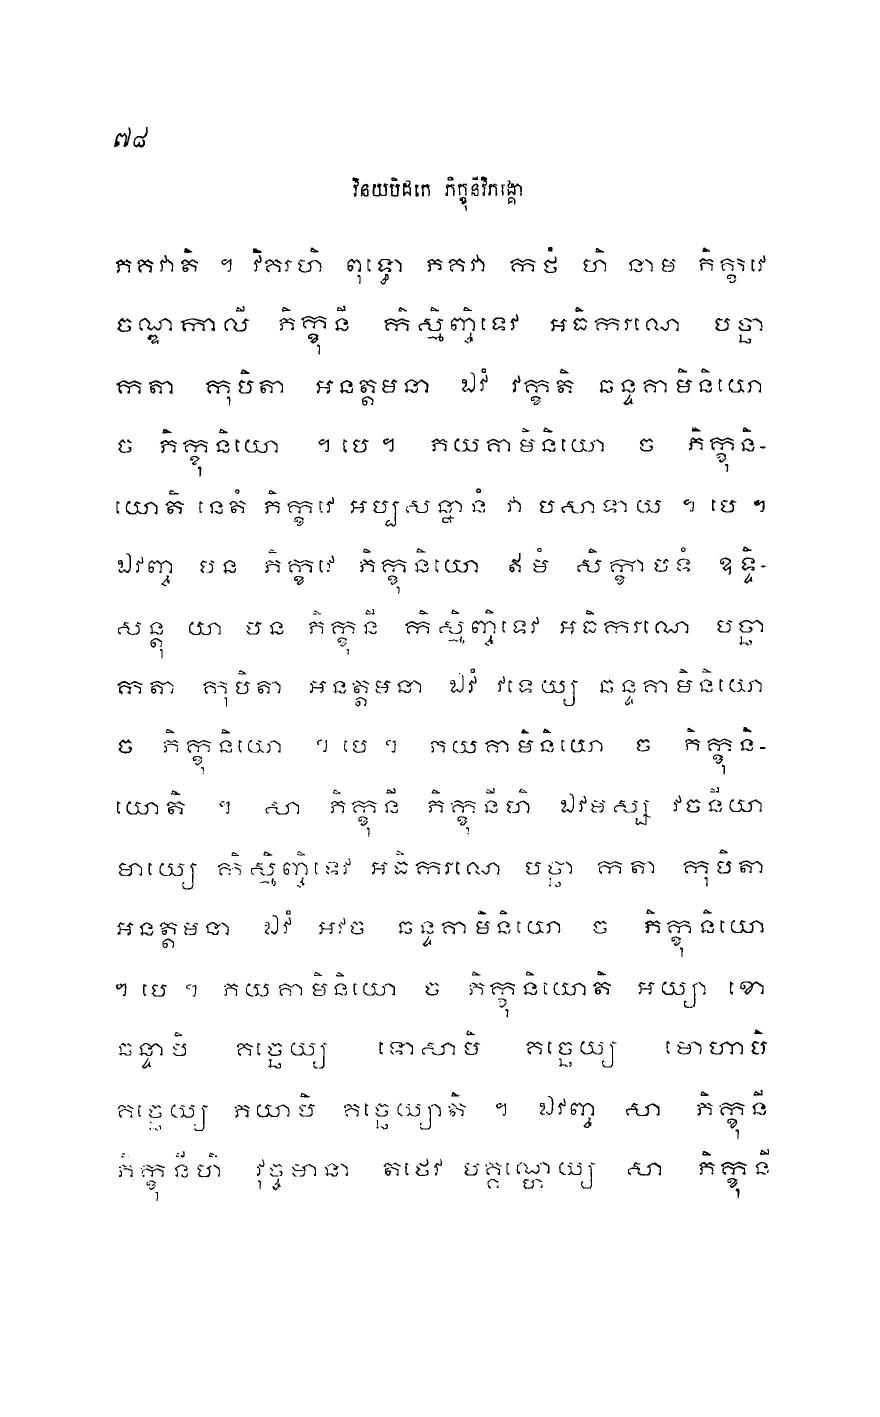 ៧៨
វិនយបិដកេ ភិក្ខុនីវិភង្គោ
ភគវាតិ ។ វិគរហិ ពុទ្ធោ ភគវា កថំ ហិ នាម ភិក្ខវេ
ចណ្ឌកាលី ភិក្ខុនី កិស្មិញ្ចិទេវ អធិករណេ បច្ចា
កតា កុបិតា អនត្តមនា ឯវំ វក្ខតិ ឆន្ទគាមិនិយោ
ច ភិក្ខុនិយោ ។ បេ ។ ភយគាមិនិយោ ច ភិក្ខុនិ-
យោតិ នេតំ ភិក្ខវេ អប្បសន្នានំ វា បសាទាយ ។ បេ ។
ឯវញ្ច បន ភិក្ខវេ ភិក្ខុនិយោ ឥមំ សិក្ខាបទំ ឧទ្ទិ-
សន្តុ យា បន ភិក្ខុនី កិស្មិញ្ចិទេវ អធិករណេ បច្ចា
កតា កុបិតា អនត្តមនា ឯវំ វទេយ្យ ឆន្ទគាមិនិយោ
ច ភិក្ខុនិយោ ។ បេ ។ ភយគាមិនិយោ ច ភិក្ខុនិ-
យោតិ ។ សា ភិក្ខុនី ភិក្ខុនីហិ ឯវមស្ស វចនីយា
មាយ្យេ កិស្មិញ្ចិទេវ អធិករណេ បច្ចា កតា កុបិតា
អនត្តមនា ឯវំ អវច ឆន្ទគាមិនិយោ ច ភិក្ខុនិយោ
។ បេ ។ ភយគាមិនិយោ ច ភិក្ខុនិយោតិ អយ្យា ខោ
ឆន្ទាបិ គច្ឆេយ្យ ទោសាបិ គច្ឆេយ្យ មោហាបិ
គច្ឆេយ្យ ភយាបិ គច្ឆេយ្យាតិ ។ ឯវញ្ច សា ភិក្ខុនី
ភិក្ខុនីហិ វុច្ចមានា តថេវ បគ្គណ្ហេយ្យ សា ភិក្ខុនី